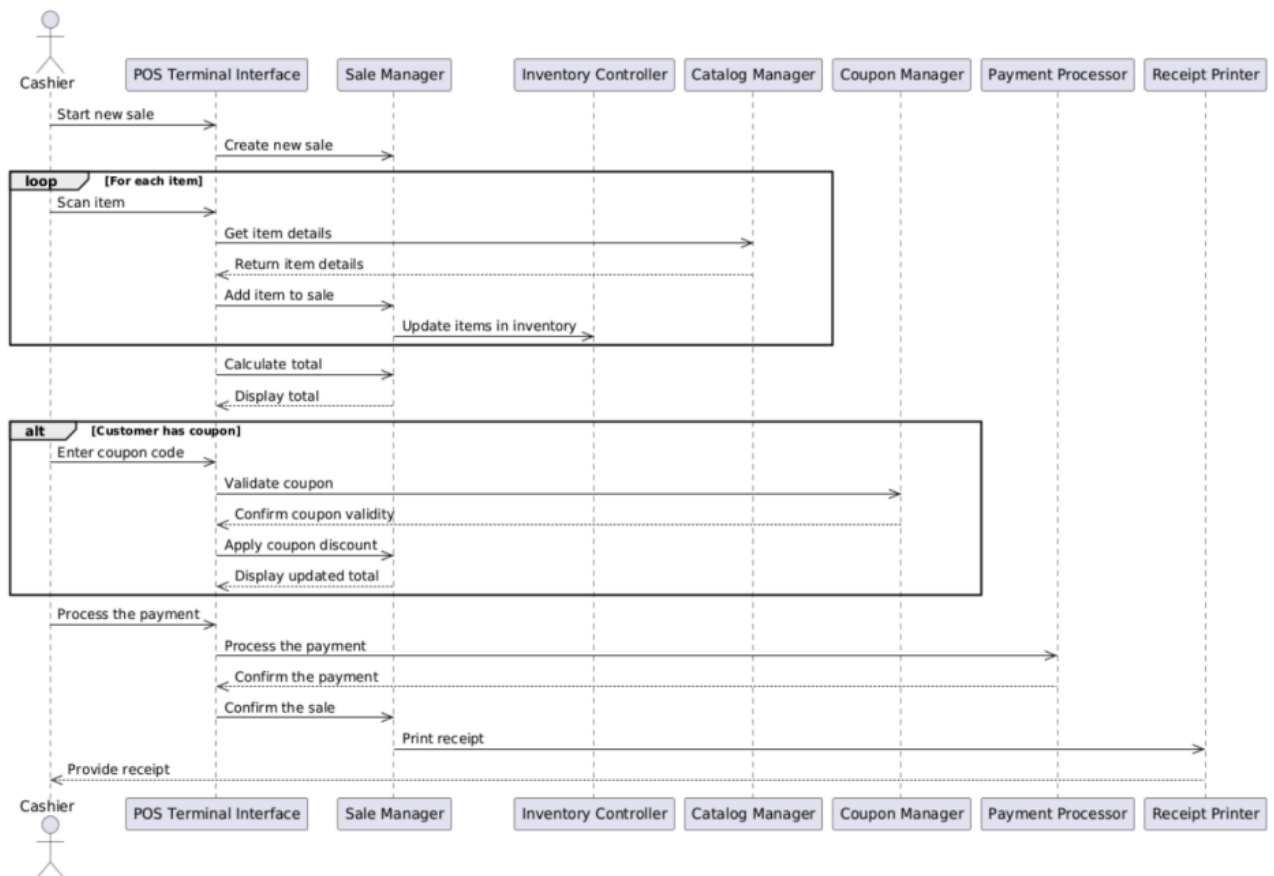 Cashier
POS Terminal Interface
Sale Manager
Inventory Controller
Catalog Manager
Coupon Manager
Payment Processor
Receipt Printer
Start new sale
Create new sale
loop [For each item]
Scan item
Get item details
Return item details
Add item to sale
Update items in inventory
Calculate total
Display total
alt [Customer has coupon]
Enter coupon code
Validate coupon
Confirm coupon validity
Apply coupon discount
Display updated total
Process the payment
Process the payment
Confirm the payment
Confirm the sale
Print receipt
Provide receipt
Cashier
POS Terminal Interface
Sale Manager
Inventory Controller
Catalog Manager
Coupon Manager
Payment Processor
Receipt Printer